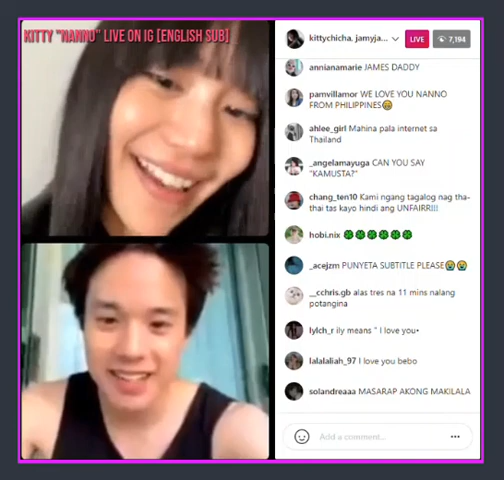 KITTY "NANNO" LIVE ON IG [ENGLISH SUB]
kittychicha, jamyja...
LIVE
7,194
annianamarie JAMES DADDY
pamvillamor WE LOVE YOU NANNO
FROM PHILIPPINES😄
ahlee_girl Mahina pala internet sa
Thailand
_angelamayuga CAN YOU SAY
"KAMUSTA?"
chang_ten10 Kami ngang tagalog nag tha-
thai tas kayo hindi ang UNFAIRR!!!
hobi.nix 🍀🍀🍀🍀🍀🍀
_acejzm PUNYETA SUBTITLE PLEASE😭😭
__cchris.gb alas tres na 11 mins nalang
potangina
lylch_r ily means " I love you•
lalalaliah_97 I love you bebo
solandreaaa MASARAP AKONG MAKILALA
Add a comment...